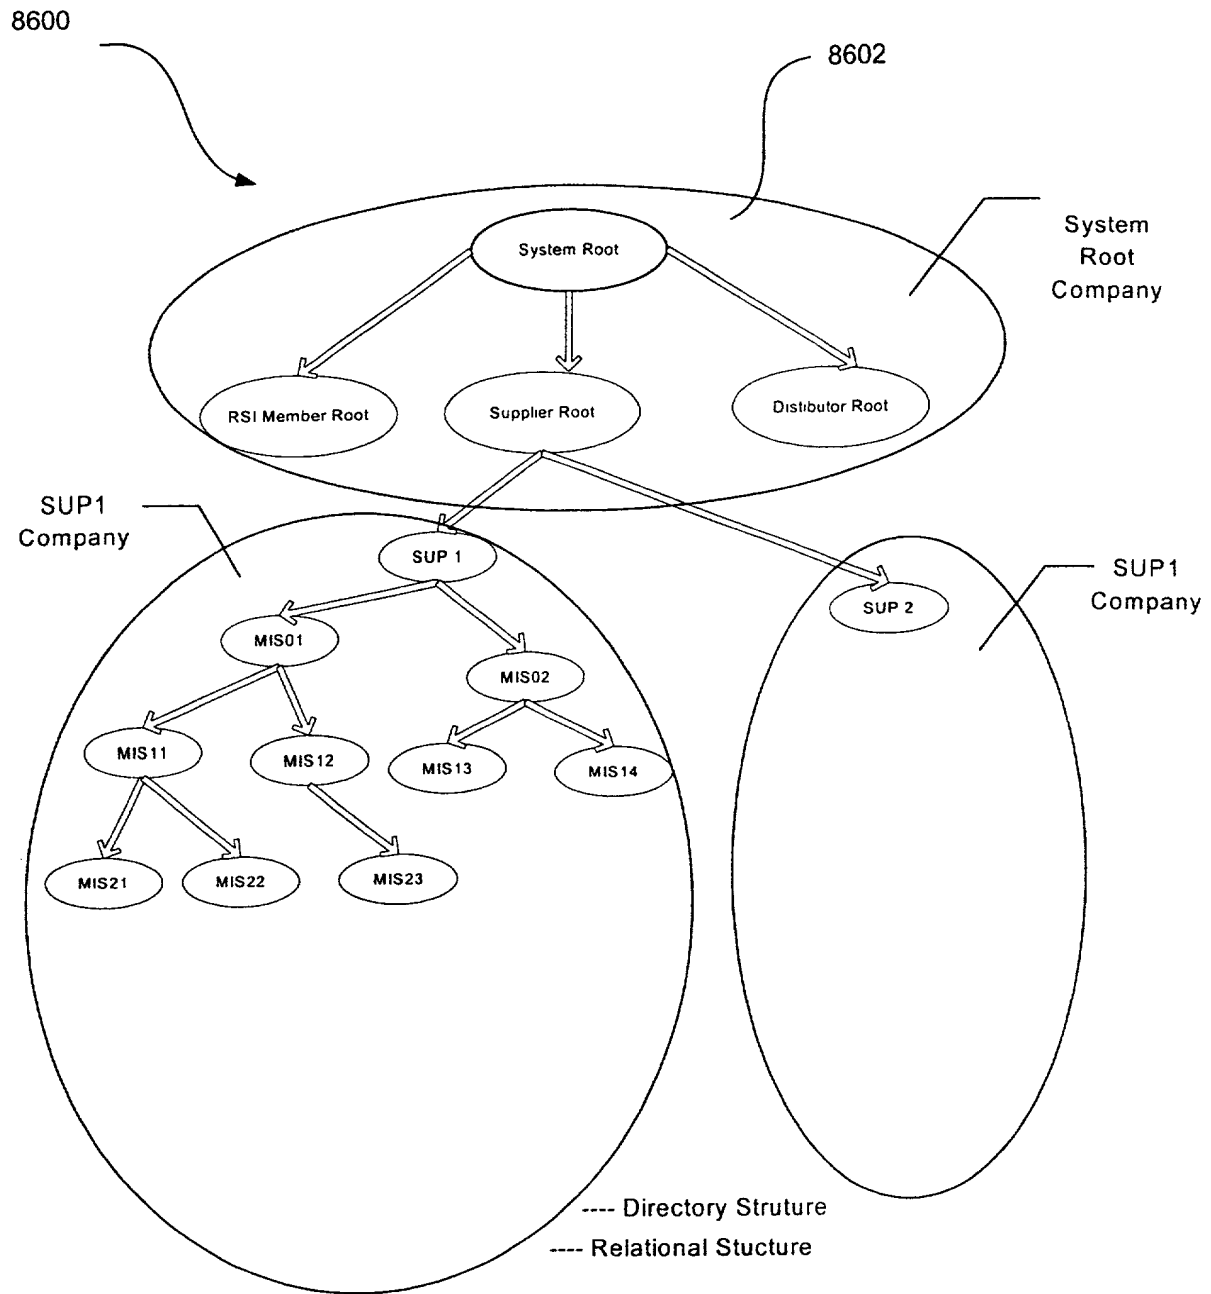 8600
8602
System Root
System
Root
Company
RSI Member Root
Supplier Root
Distibutor Root
SUP1
Company
SUP 1
SUP1
Company
SUP 2
MIS01
MIS02
MIS11
MIS12
MIS13
MIS14
MIS21
MIS22
MIS23
---- Directory Struture
---- Relational Stucture